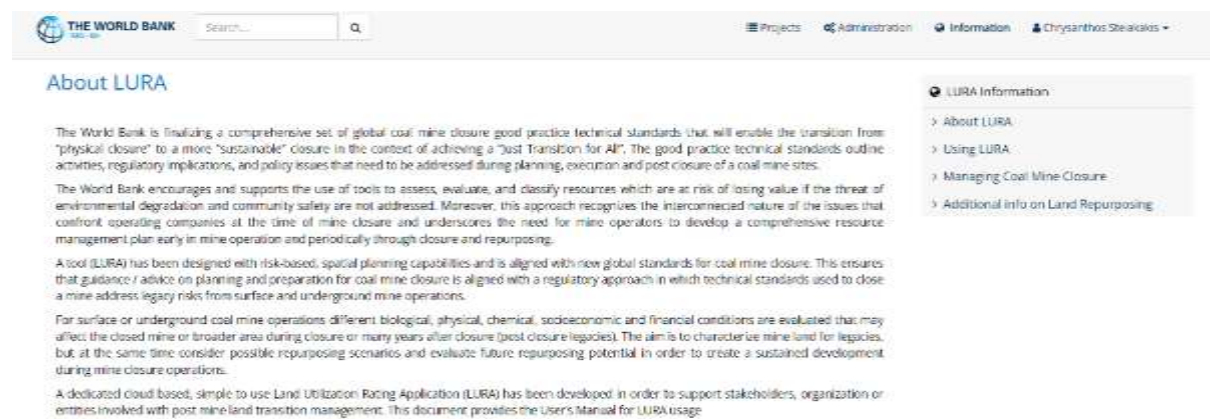 THE WORLD BANK
Search...
Projects
Administration
Information
Chrysanthos Steiakakis
About LURA
The World Bank is finalizing a comprehensive set of global coal mine closure good practice technical standards that will enable the transition from
"physical closure" to a more "sustainable" closure in the context of achieving a "Just Transition for All". The good practice technical standards outline
activities, regulatory implications, and policy issues that need to be addressed during planning, execution and post closure of a coal mine sites.
The World Bank encourages and supports the use of tools to assess, evaluate, and classify resources which are at risk of losing value if the threat of
environmental degradation and community safety are not addressed. Moreover, this approach recognizes the interconnected nature of the issues that
confront operating companies at the time of mine closure and underscores the need for mine operators to develop a comprehensive resource
management plan early in mine operation and periodically through closure and repurposing.
A tool (LURA) has been designed with risk-based, spatial planning capabilities and is aligned with new global standards for coal mine closure. This ensures
that guidance / advice on planning and preparation for coal mine closure is aligned with a regulatory approach in which technical standards used to close
a mine address legacy risks from surface and underground mine operations.
For surface or underground coal mine operations different biological, physical, chemical, socioeconomic and financial conditions are evaluated that may
affect the closed mine or broader area during closure or many years after closure (post closure legacies). The aim is to characterize mine land for legacies,
but at the same time consider possible repurposing scenarios and evaluate future repurposing potential in order to create a sustained development
during mine closure operations.
A dedicated cloud based, simple to use Land Utilization Rating Application (LURA) has been developed in order to support stakeholders, organization or
entities involved with post mine land transition management. This document provides the User's Manual for LURA usage
LURA Information
> About LURA
> Using LURA
> Managing Coal Mine Closure
> Additional info on Land Repurposing